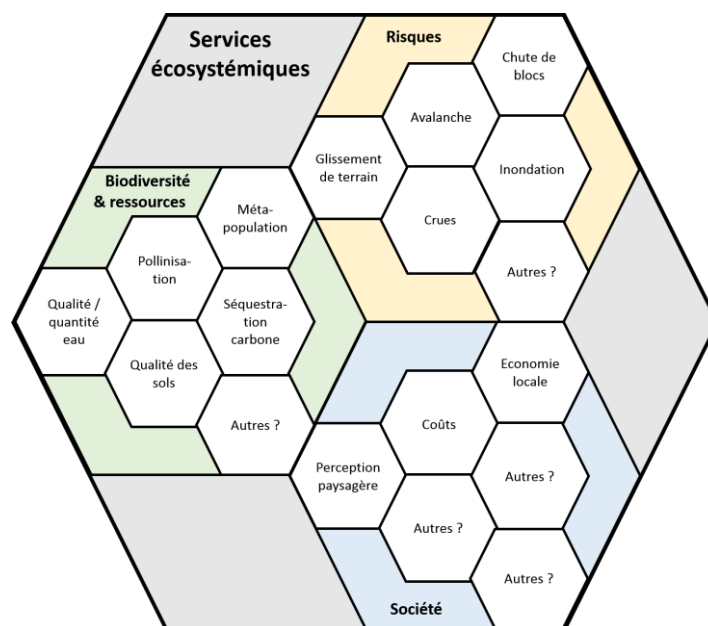 Services
écosystémiques
Risques
Chute de
blocs
Avalanche
Glissement
de terrain
Inondation
Crues
Autres ?
Biodiversité
& ressources
Méta-
population
Pollinisa-
tion
Qualité /
quantité
eau
Séquestra-
tion
carbone
Qualité des
sols
Autres ?
Economie
locale
Coûts
Perception
paysagère
Autres ?
Autres ?
Autres ?
Société